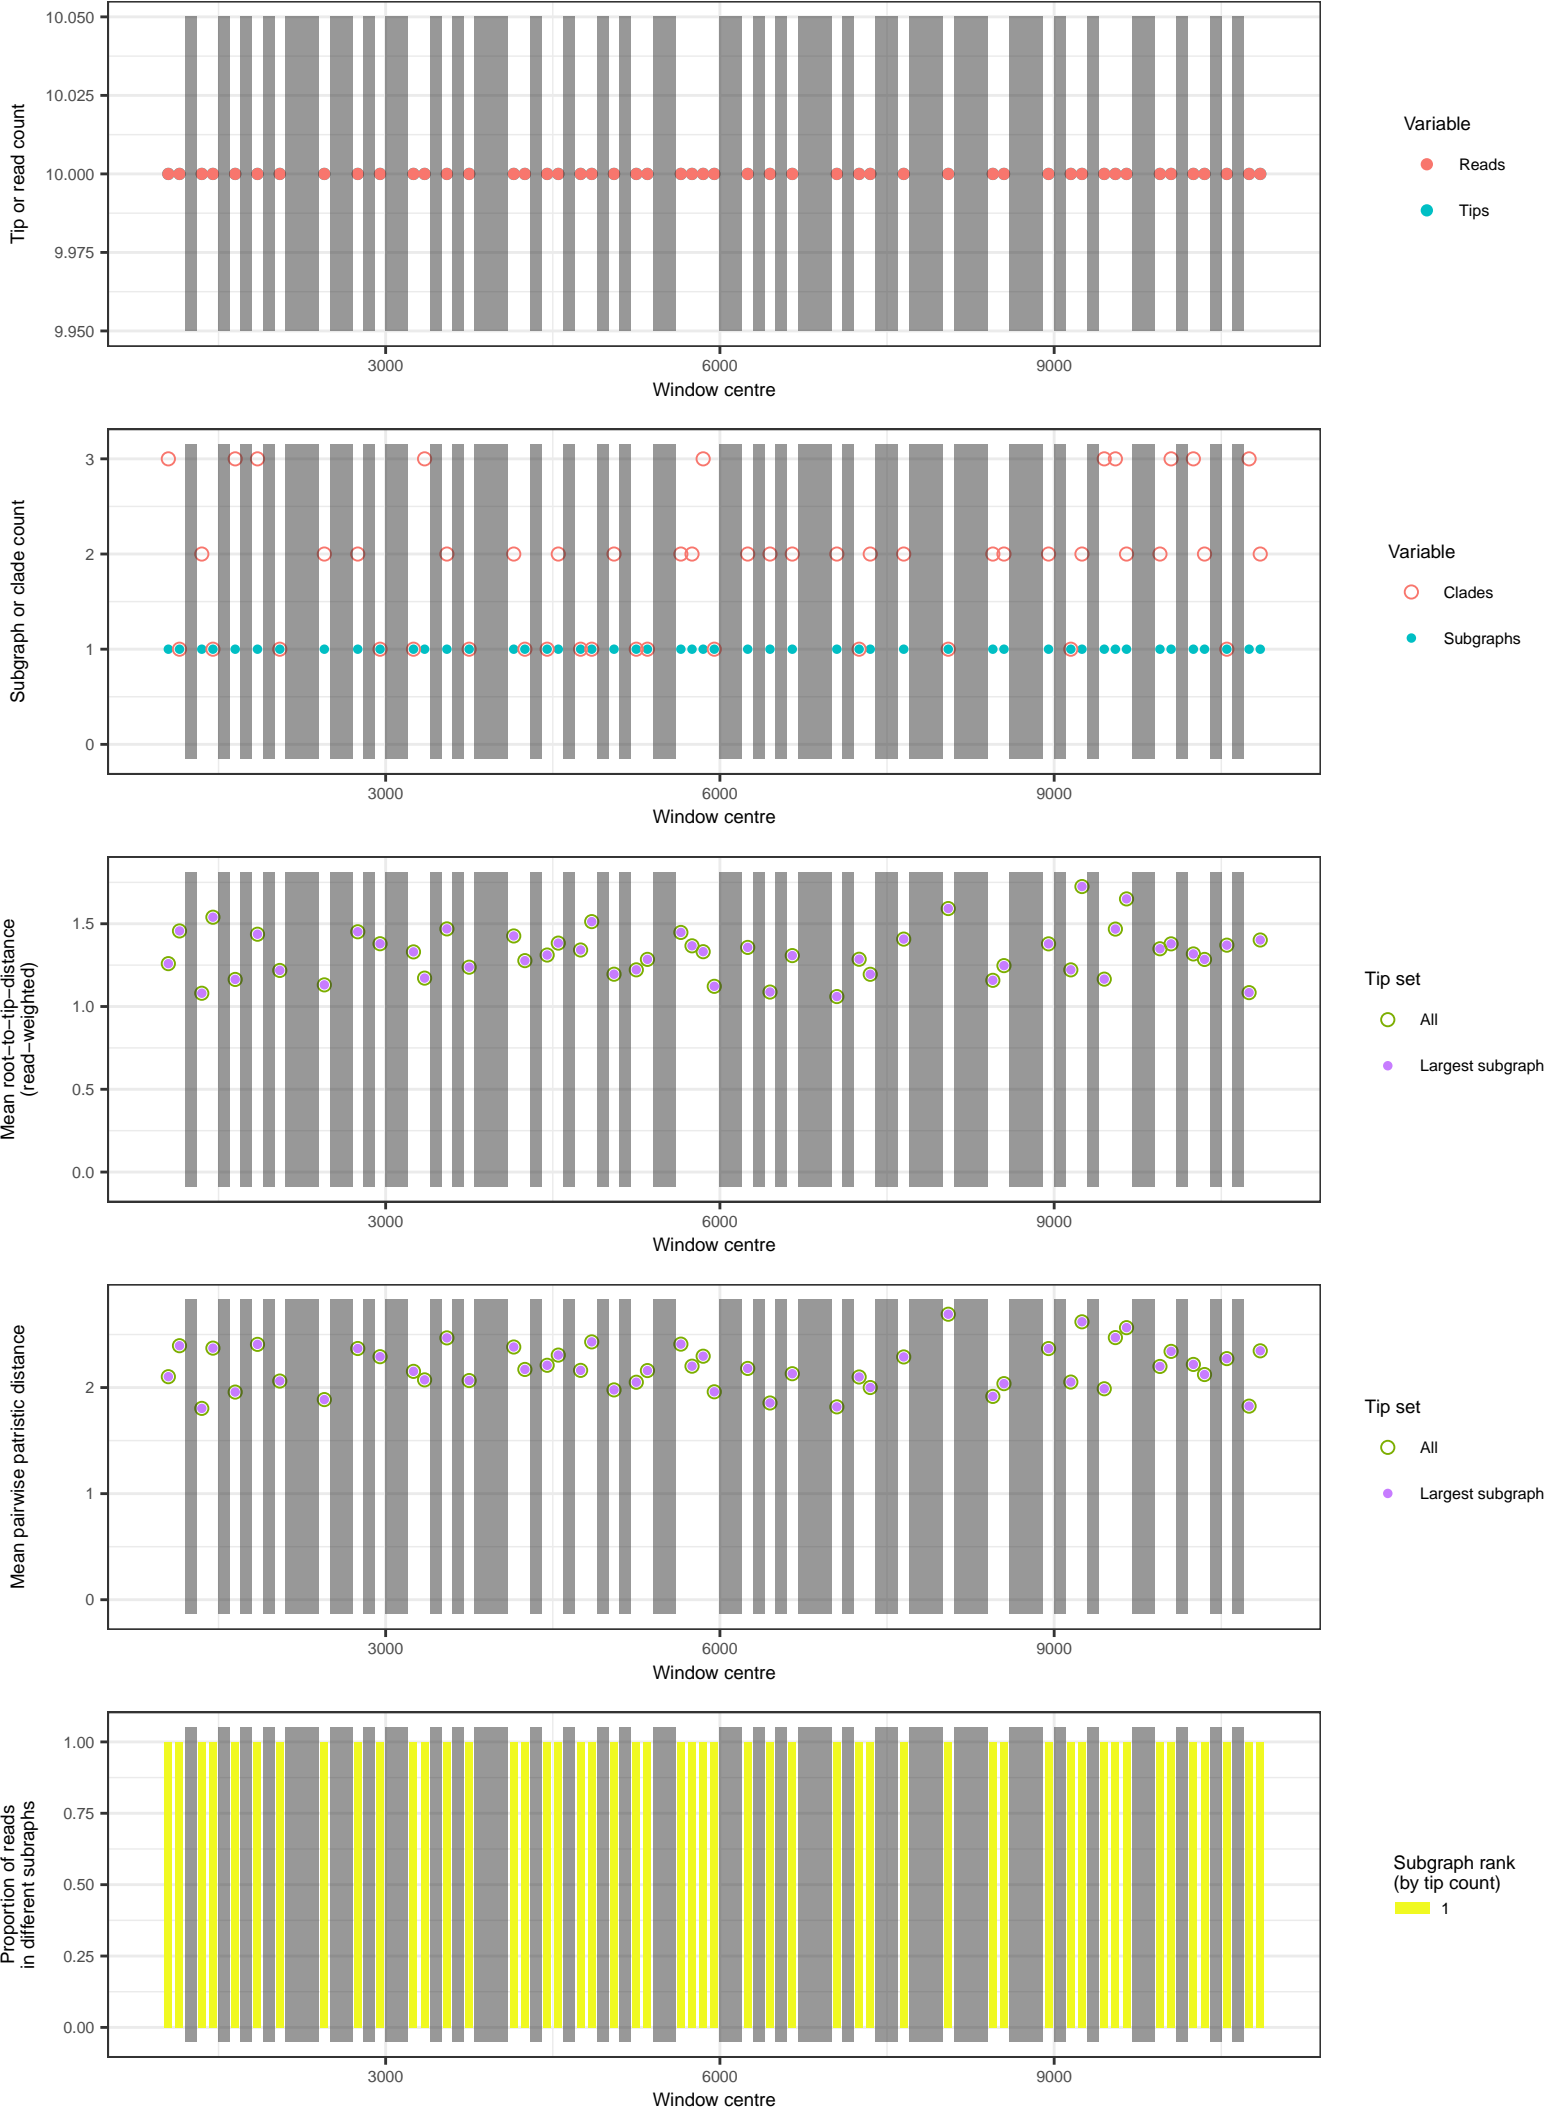 10.050
10.025
10.000
9.975
9.950
Tip or read count
3000
6000
9000
Window centre
Variable
Reads
Tips
3
2
1
0
Subgraph or clade count
3000
6000
9000
Window centre
Variable
Clades
Subgraphs
1.5
1.0
0.5
0.0
Mean root−to−tip−distance
(read−weighted)
3000
6000
9000
Window centre
Tip set
All
Largest subgraph
2
1
0
Mean pairwise patristic distance
3000
6000
9000
Window centre
Tip set
All
Largest subgraph
1.00
0.75
0.50
0.25
0.00
Proportion of reads
in different subraphs
3000
6000
9000
Window centre
Subgraph rank
(by tip count)
1